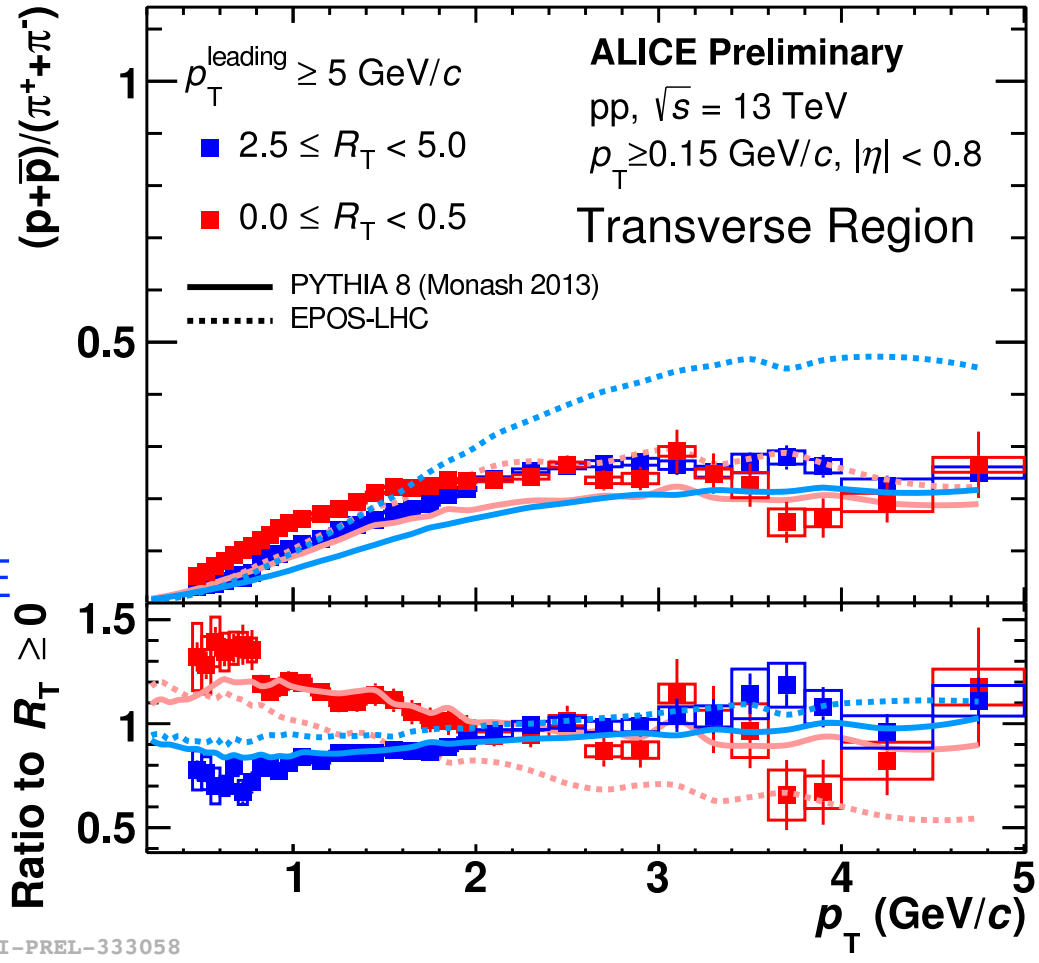 (p+p̅)/(π⁺+π⁻)
1
0.5
p_T^leading ≥ 5 GeV/c
2.5 ≤ R_T < 5.0
0.0 ≤ R_T < 0.5
PYTHIA 8 (Monash 2013)
EPOS-LHC
ALICE Preliminary
pp, √s = 13 TeV
p_T≥0.15 GeV/c, |η| < 0.8
Transverse Region
Ratio to R_T ≥ 0
1.5
1
0.5
1 2 3 4 5
p_T (GeV/c)
I-PREL-333058